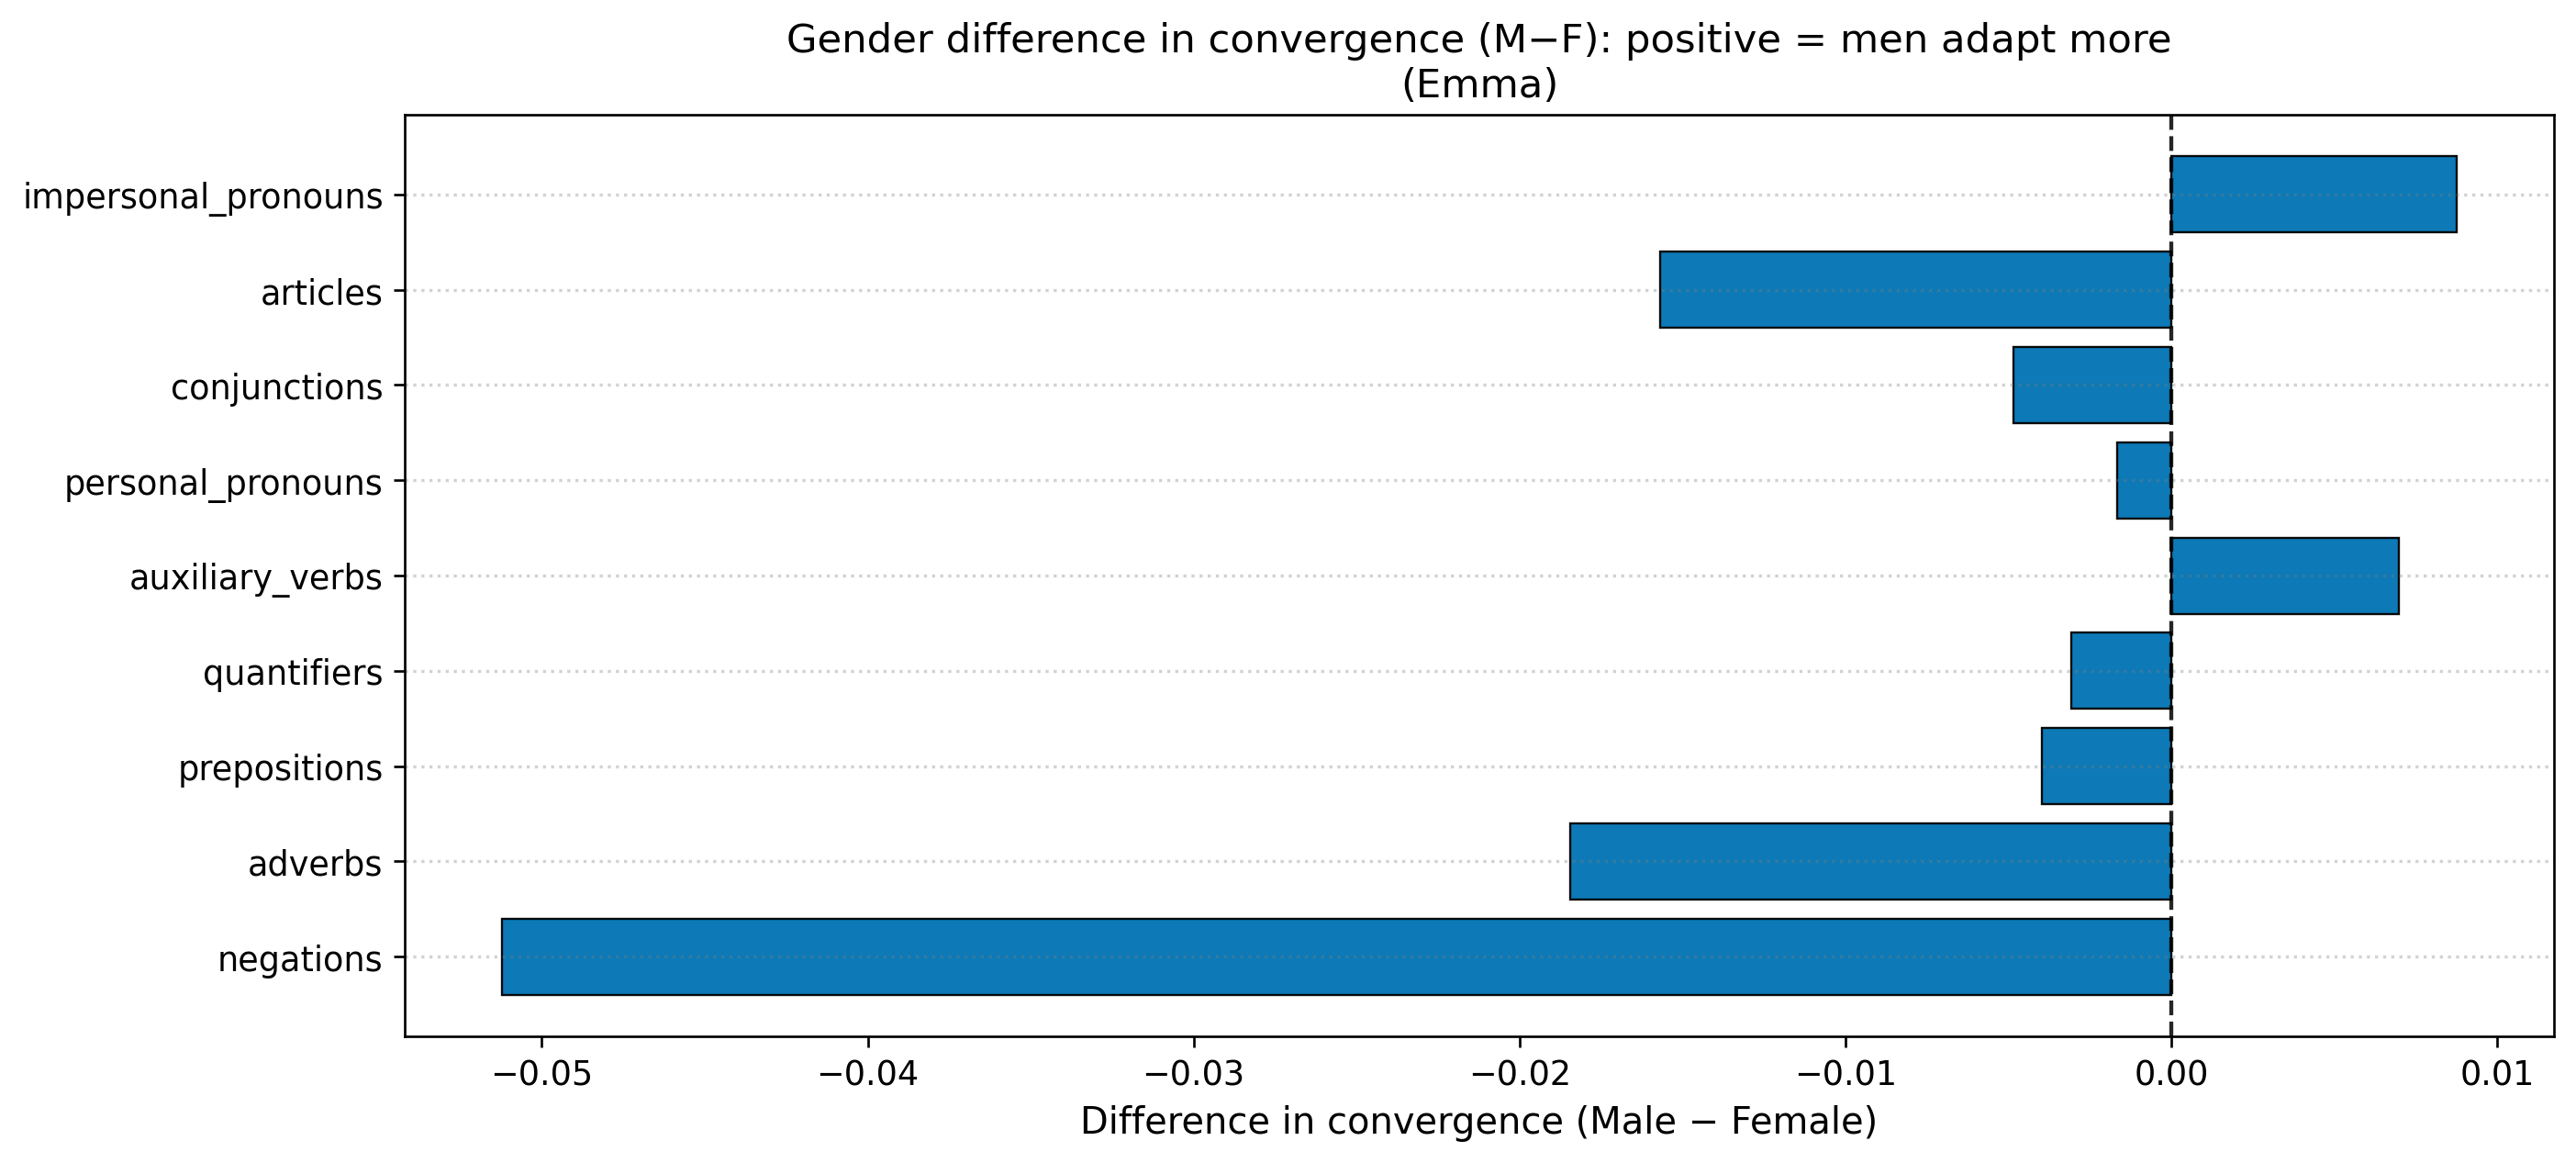 Gender difference in convergence (M−F): positive = men adapt more
(Emma)
impersonal_pronouns
articles
conjunctions
personal_pronouns
auxiliary_verbs
quantifiers
prepositions
adverbs
negations
−0.05 −0.04 −0.03 −0.02 −0.01 0.00 0.01
Difference in convergence (Male − Female)